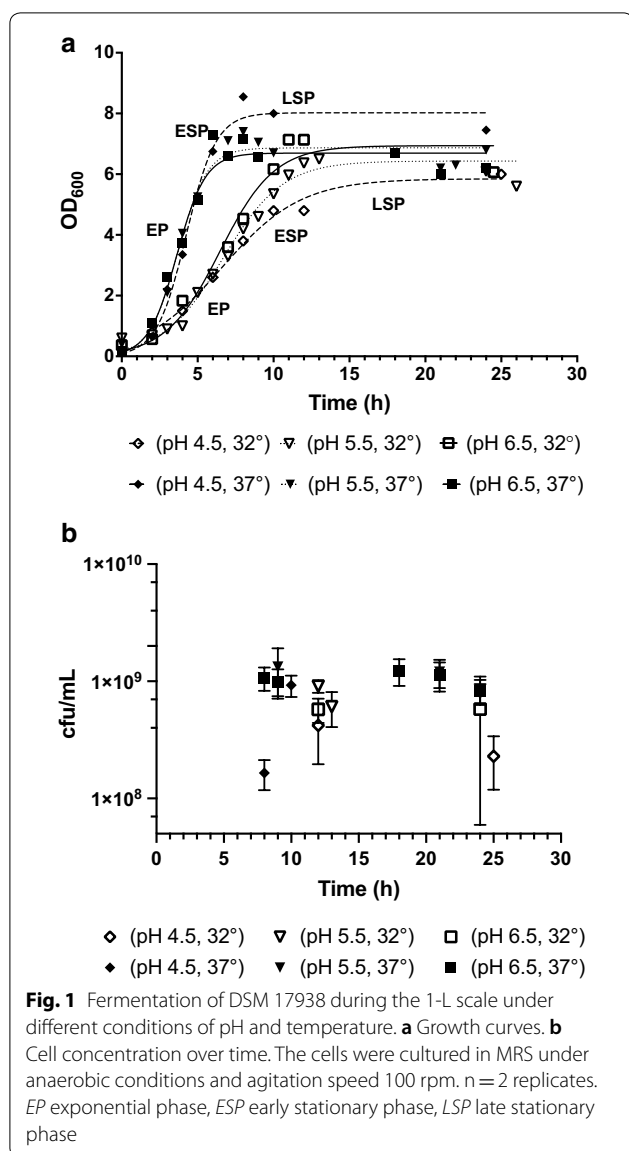 a
10
8
6
4
2
0
OD600
LSP
ESP
EP
LSP
ESP
EP
0 5 10 15 20 25 30
Time (h)
(pH 4.5, 32°) (pH 5.5, 32°) (pH 6.5, 32°)
(pH 4.5, 37°) (pH 5.5, 37°) (pH 6.5, 37°)
b
1×10¹⁰
1×10⁹
1×10⁸
cfu/mL
0 5 10 15 20 25 30
Time (h)
(pH 4.5, 32°) (pH 5.5, 32°) (pH 6.5, 32°)
(pH 4.5, 37°) (pH 5.5, 37°) (pH 6.5, 37°)
Fig. 1 Fermentation of DSM 17938 during the 1-L scale under
different conditions of pH and temperature. a Growth curves. b
Cell concentration over time. The cells were cultured in MRS under
anaerobic conditions and agitation speed 100 rpm. n = 2 replicates.
EP exponential phase, ESP early stationary phase, LSP late stationary
phase